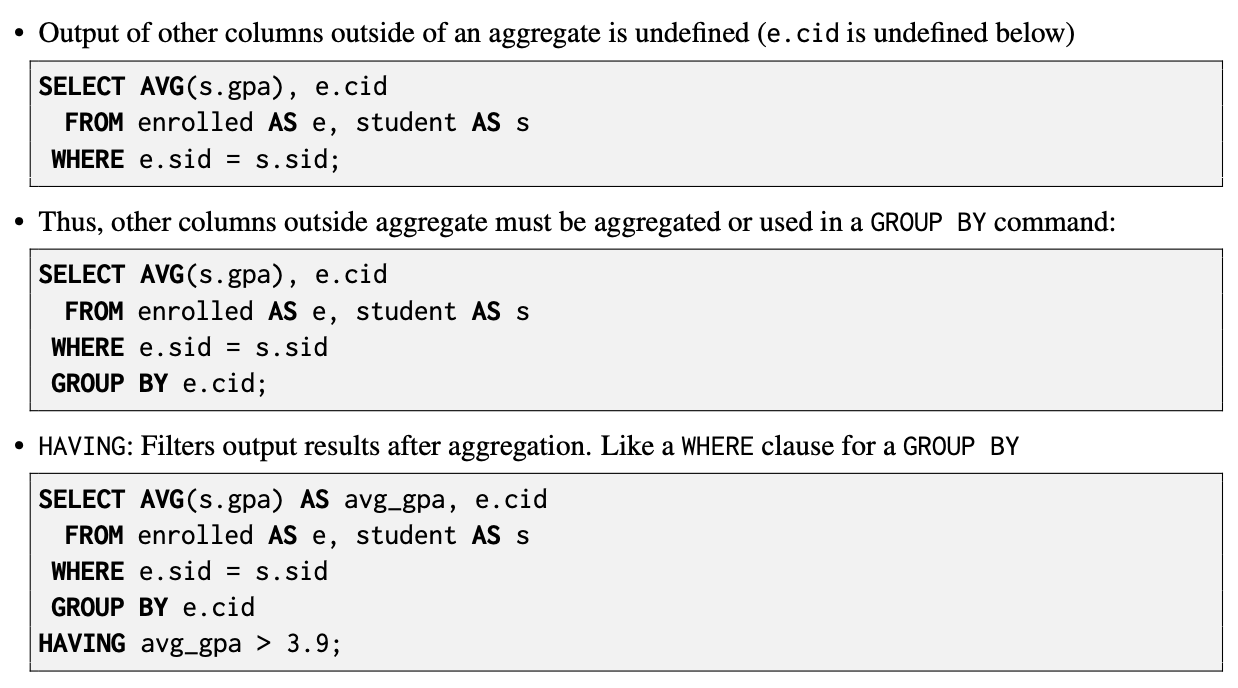 • Output of other columns outside of an aggregate is undefined (e.cid is undefined below)
SELECT AVG(s.gpa), e.cid
  FROM enrolled AS e, student AS s
 WHERE e.sid = s.sid;
• Thus, other columns outside aggregate must be aggregated or used in a GROUP BY command:
SELECT AVG(s.gpa), e.cid
  FROM enrolled AS e, student AS s
 WHERE e.sid = s.sid
 GROUP BY e.cid;
• HAVING: Filters output results after aggregation. Like a WHERE clause for a GROUP BY
SELECT AVG(s.gpa) AS avg_gpa, e.cid
  FROM enrolled AS e, student AS s
 WHERE e.sid = s.sid
 GROUP BY e.cid
HAVING avg_gpa > 3.9;